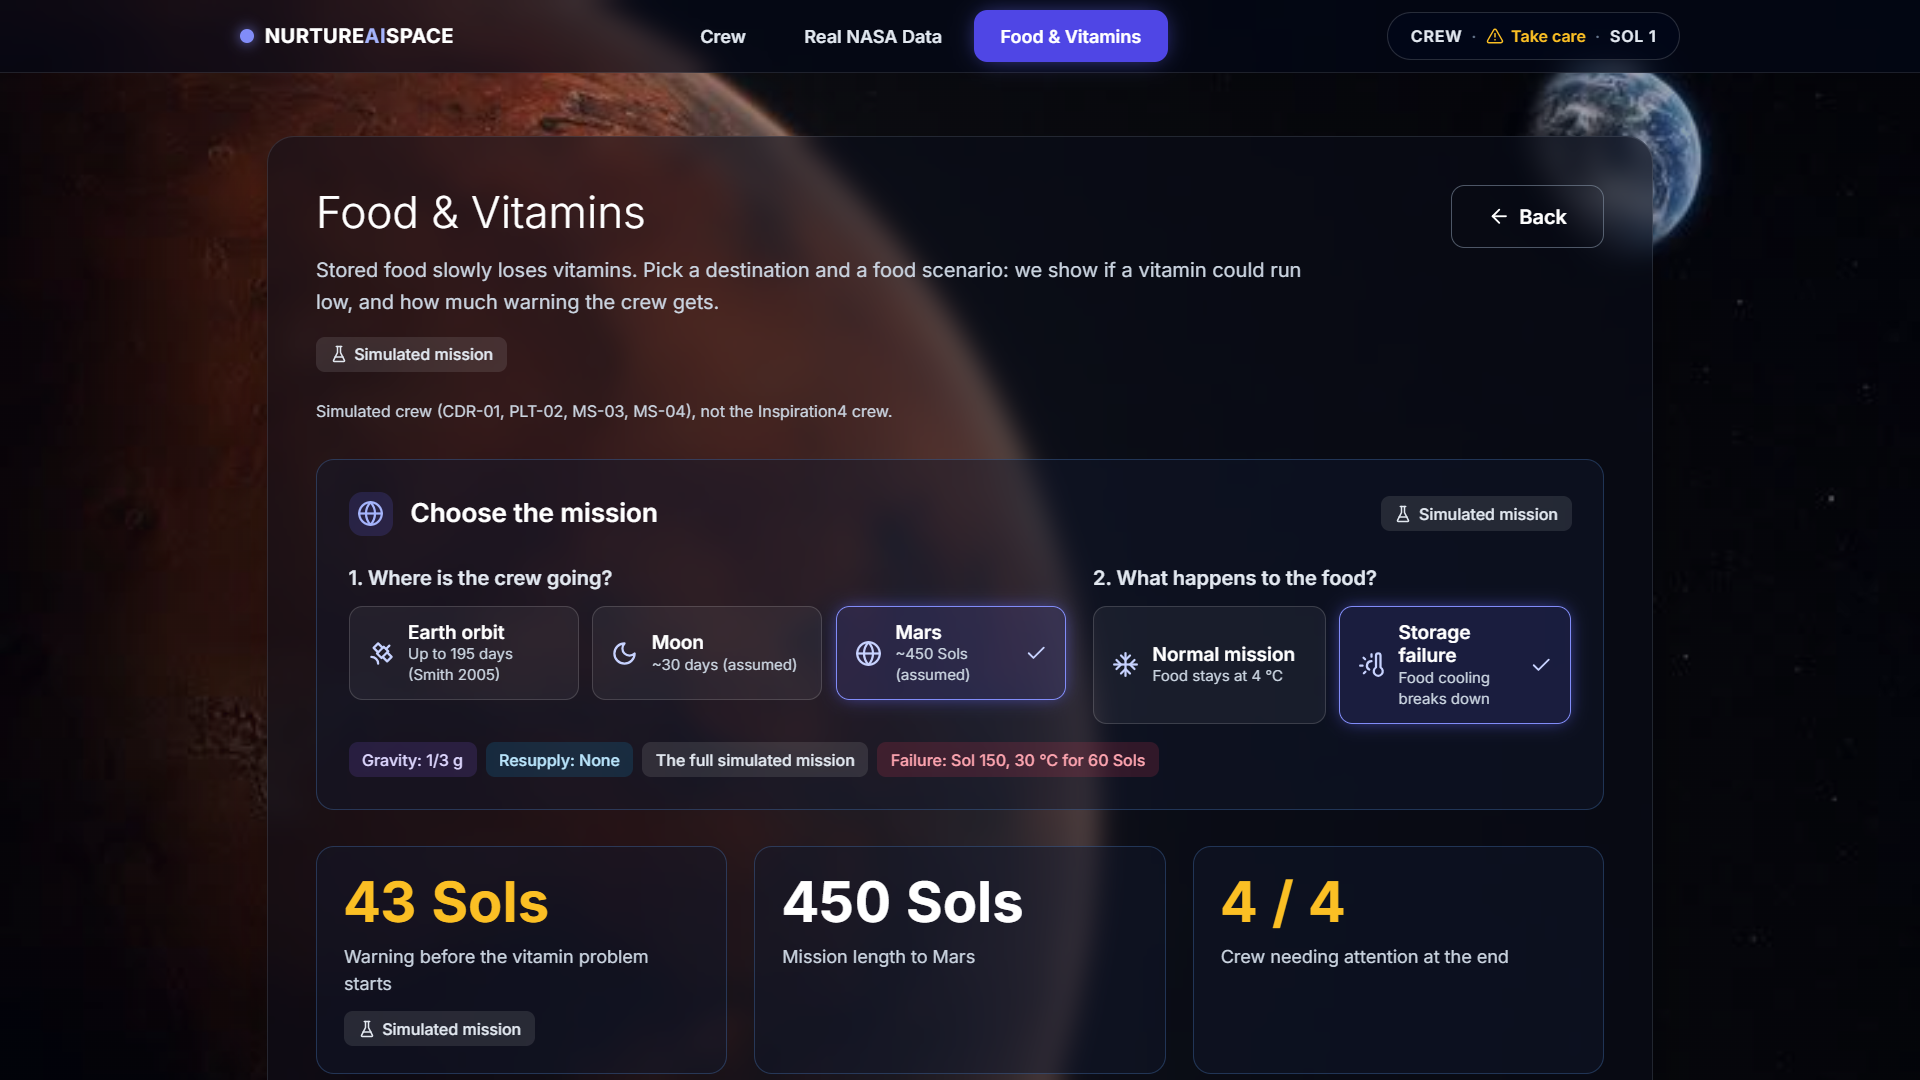 NURTUREAISPACE
Crew
Real NASA Data
Food & Vitamins
CREW · Take care · SOL 1
Food & Vitamins
Back
Stored food slowly loses vitamins. Pick a destination and a food scenario: we show if a vitamin could run
low, and how much warning the crew gets.
Simulated mission
Simulated crew (CDR-01, PLT-02, MS-03, MS-04), not the Inspiration4 crew.
Choose the mission
Simulated mission
1. Where is the crew going?
Earth orbit
Up to 195 days
(Smith 2005)
Moon
~30 days (assumed)
Mars
~450 Sols
(assumed)
2. What happens to the food?
Normal mission
Food stays at 4 °C
Storage
failure
Food cooling
breaks down
Gravity: 1/3 g
Resupply: None
The full simulated mission
Failure: Sol 150, 30 °C for 60 Sols
43 Sols
Warning before the vitamin problem
starts
Simulated mission
450 Sols
Mission length to Mars
4 / 4
Crew needing attention at the end